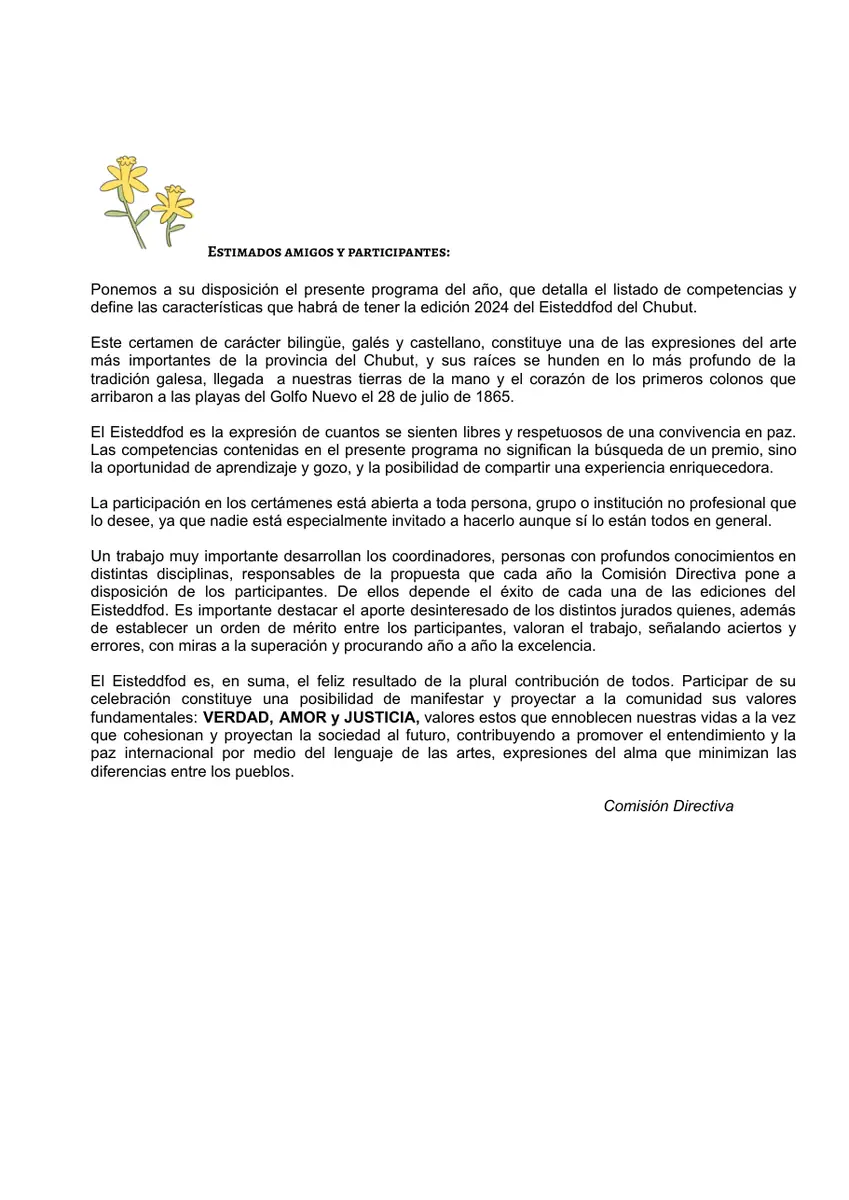 ESTIMADOS AMIGOS Y PARTICIPANTES:
Ponemos a su disposición el presente programa del año, que detalla el listado de competencias y
define las características que habrá de tener la edición 2024 del Eisteddfod del Chubut.
Este certamen de carácter bilingüe, galés y castellano, constituye una de las expresiones del arte
más importantes de la provincia del Chubut, y sus raíces se hunden en lo más profundo de la
tradición galesa, llegada  a nuestras tierras de la mano y el corazón de los primeros colonos que
arribaron a las playas del Golfo Nuevo el 28 de julio de 1865.
El Eisteddfod es la expresión de cuantos se sienten libres y respetuosos de una convivencia en paz.
Las competencias contenidas en el presente programa no significan la búsqueda de un premio, sino
la oportunidad de aprendizaje y gozo, y la posibilidad de compartir una experiencia enriquecedora.
La participación en los certámenes está abierta a toda persona, grupo o institución no profesional que
lo desee, ya que nadie está especialmente invitado a hacerlo aunque sí lo están todos en general.
Un trabajo muy importante desarrollan los coordinadores, personas con profundos conocimientos en
distintas disciplinas, responsables de la propuesta que cada año la Comisión Directiva pone a
disposición de los participantes. De ellos depende el éxito de cada una de las ediciones del
Eisteddfod. Es importante destacar el aporte desinteresado de los distintos jurados quienes, además
de establecer un orden de mérito entre los participantes, valoran el trabajo, señalando aciertos y
errores, con miras a la superación y procurando año a año la excelencia.
El Eisteddfod es, en suma, el feliz resultado de la plural contribución de todos. Participar de su
celebración constituye una posibilidad de manifestar y proyectar a la comunidad sus valores
fundamentales: VERDAD, AMOR y JUSTICIA, valores estos que ennoblecen nuestras vidas a la vez
que cohesionan y proyectan la sociedad al futuro, contribuyendo a promover el entendimiento y la
paz internacional por medio del lenguaje de las artes, expresiones del alma que minimizan las
diferencias entre los pueblos.
Comisión Directiva